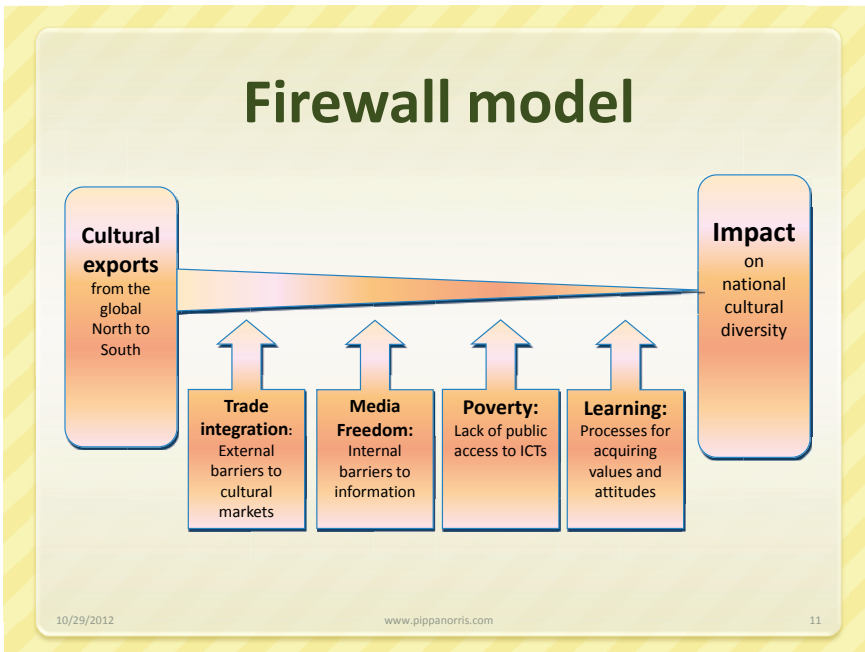 Firewall model
Cultural
exports
from the
global
North to
South
Impact
on
national
cultural
diversity
Trade
integration:
External
barriers to
cultural
markets
Media
Freedom:
Internal
barriers to
information
Poverty:
Lack of public
access to ICTs
Learning:
Processes for
acquiring
values and
attitudes
10/29/2012
www.pippanorris.com
11